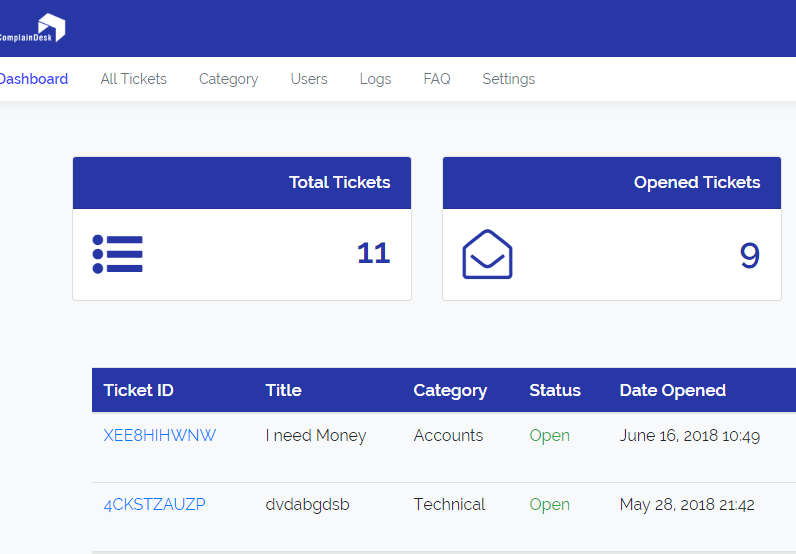 ComplainDesk
Dashboard All Tickets Category Users Logs FAQ Settings
Total Tickets
11
Opened Tickets
9
Ticket ID Title Category Status Date Opened
XEE8HIHWNW I need Money Accounts Open June 16, 2018 10:49
4CKSTZAUZP dvdabgdsb Technical Open May 28, 2018 21:42